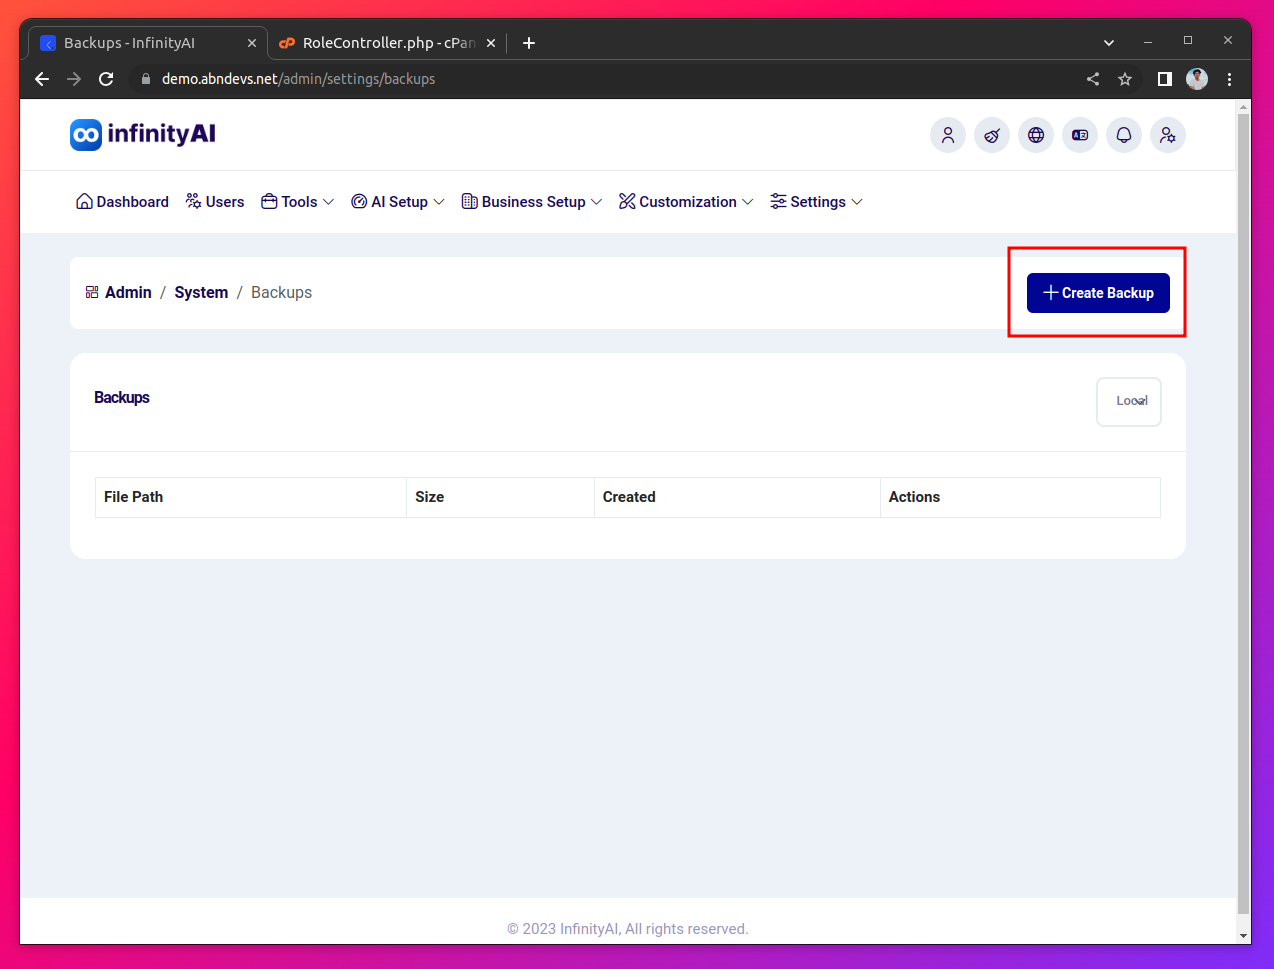 Backups - InfinityAI
RoleController.php - cPan
demo.abndevs.net/admin/settings/backups
infinityAI
Dashboard Users Tools AI Setup Business Setup Customization Settings
Admin / System / Backups
Create Backup
Backups
Local
File Path Size Created Actions
© 2023 InfinityAI, All rights reserved.